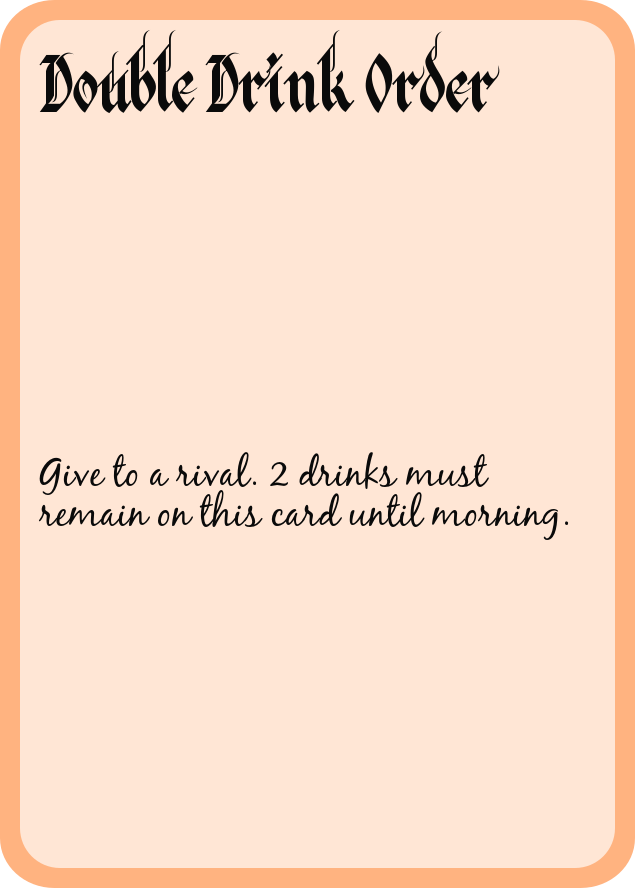 Double Drink Order
Give to a rival. 2 drinks must
remain on this card until morning.